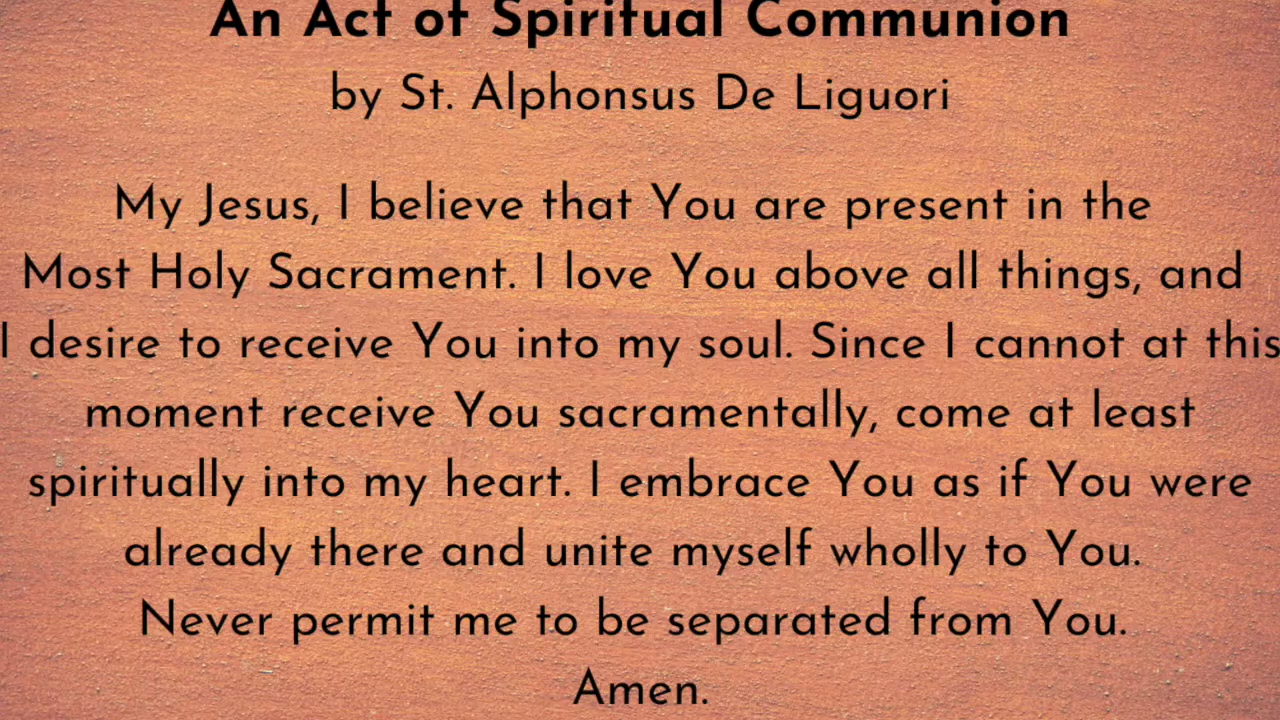 An Act of Spiritual Communion
by St. Alphonsus De Liguori
My Jesus, I believe that You are present in the
Most Holy Sacrament. I love You above all things, and
I desire to receive You into my soul. Since I cannot at this
moment receive You sacramentally, come at least
spiritually into my heart. I embrace You as if You were
already there and unite myself wholly to You.
Never permit me to be separated from You.
Amen.